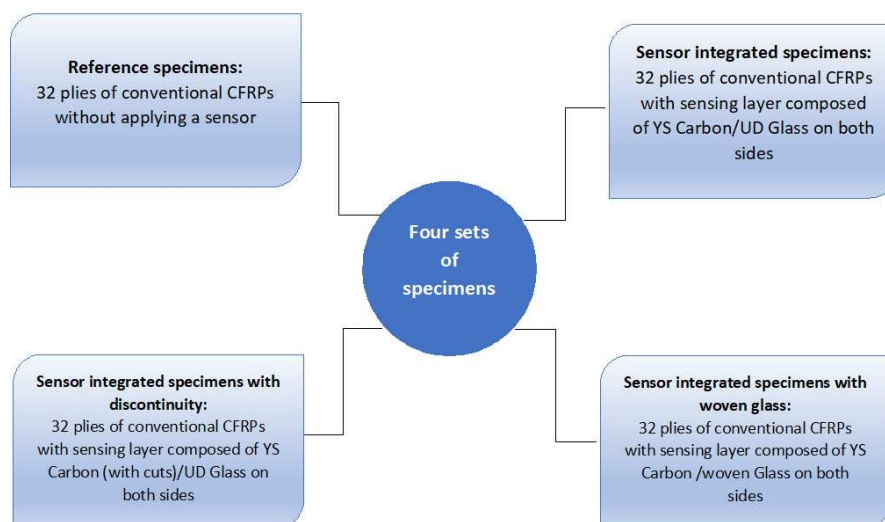 Reference specimens:
32 plies of conventional CFRPs
without applying a sensor
Sensor integrated specimens:
32 plies of conventional CFRPs
with sensing layer composed
of YS Carbon/UD Glass on both
sides
Four sets
of
specimens
Sensor integrated specimens with
discontinuity:
32 plies of conventional CFRPs
with sensing layer composed of YS
Carbon (with cuts)/UD Glass on
both sides
Sensor integrated specimens with
woven glass:
32 plies of conventional CFRPs
with sensing layer composed of YS
Carbon /woven Glass on both
sides